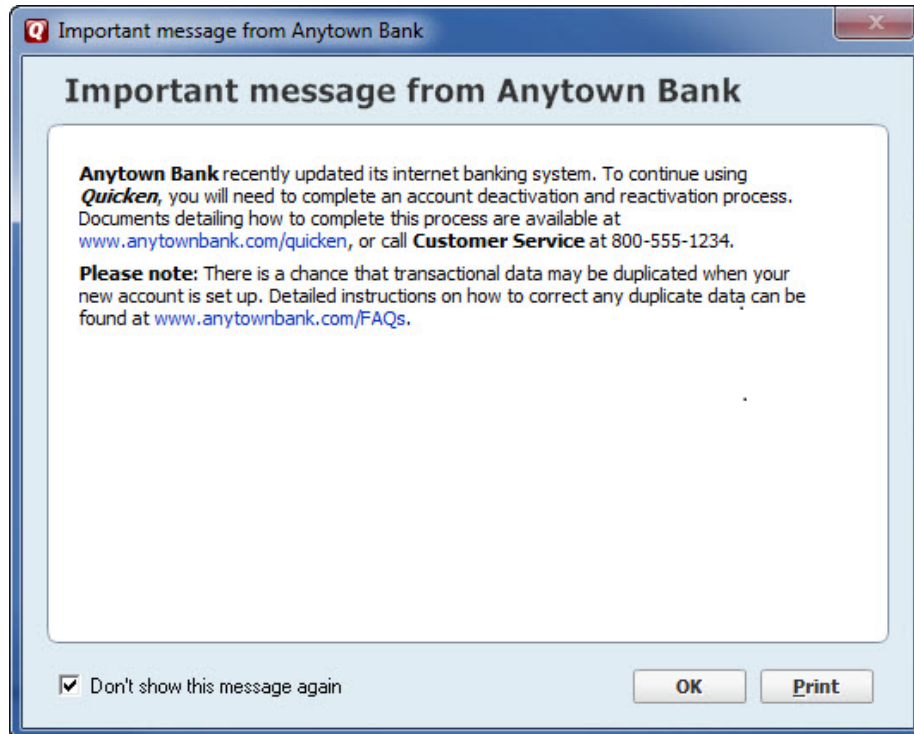 Q Important message from Anytown Bank
Important message from Anytown Bank
Anytown Bank recently updated its internet banking system. To continue using
Quicken, you will need to complete an account deactivation and reactivation process.
Documents detailing how to complete this process are available at
www.anytownbank.com/quicken, or call Customer Service at 800-555-1234.
Please note: There is a chance that transactional data may be duplicated when your
new account is set up. Detailed instructions on how to correct any duplicate data can be
found at www.anytownbank.com/FAQs.
Don't show this message again OK Print